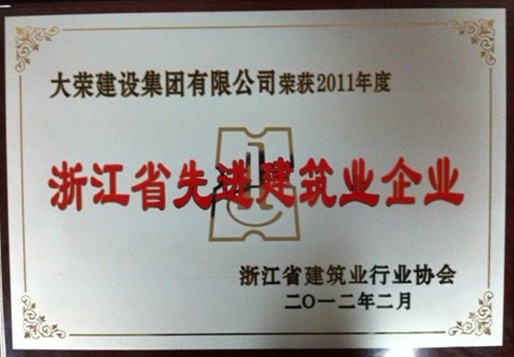 大荣建设集团有限公司荣获2011年度
浙江省先进建筑业企业
浙江省建筑业行业协会
二〇一二年二月